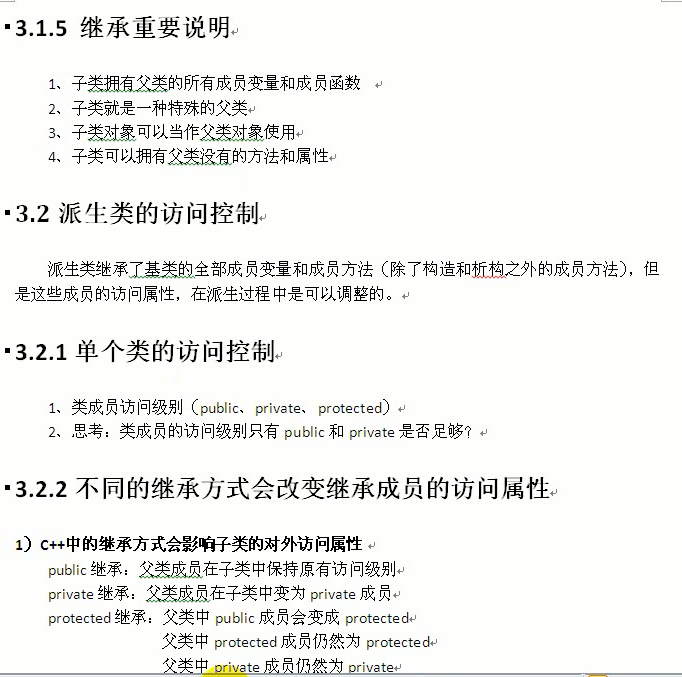 3.1.5 继承重要说明
1、子类拥有父类的所有成员变量和成员函数
2、子类就是一种特殊的父类
3、子类对象可以当作父类对象使用
4、子类可以拥有父类没有的方法和属性
3.2 派生类的访问控制
派生类继承了基类的全部成员变量和成员方法（除了构造和析构之外的成员方法），但
是这些成员的访问属性，在派生过程中是可以调整的。
3.2.1 单个类的访问控制
1、类成员访问级别（public、private、protected）
2、思考：类成员的访问级别只有 public 和 private 是否足够？
3.2.2 不同的继承方式会改变继承成员的访问属性
1）C++中的继承方式会影响子类的对外访问属性
public 继承：父类成员在子类中保持原有访问级别
private 继承：父类成员在子类中变为 private 成员
protected 继承：父类中 public 成员会变成 protected
父类中 protected 成员仍然为 protected
父类中 private 成员仍然为 private